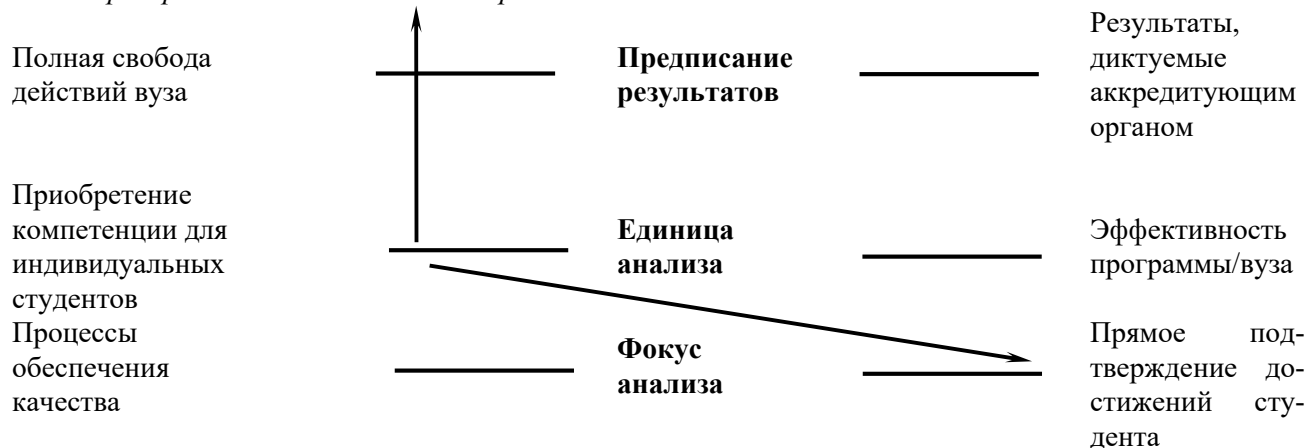 Полная свобода
действий вуза
Предписание
результатов
Результаты,
диктуемые
аккредитующим
органом
Приобретение
компетенции для
индивидуальных
студентов
Единица
анализа
Эффективность
программы/вуза
Процессы
обеспечения
качества
Фокус
анализа
Прямое под-
тверждение до-
стижений сту-
дента